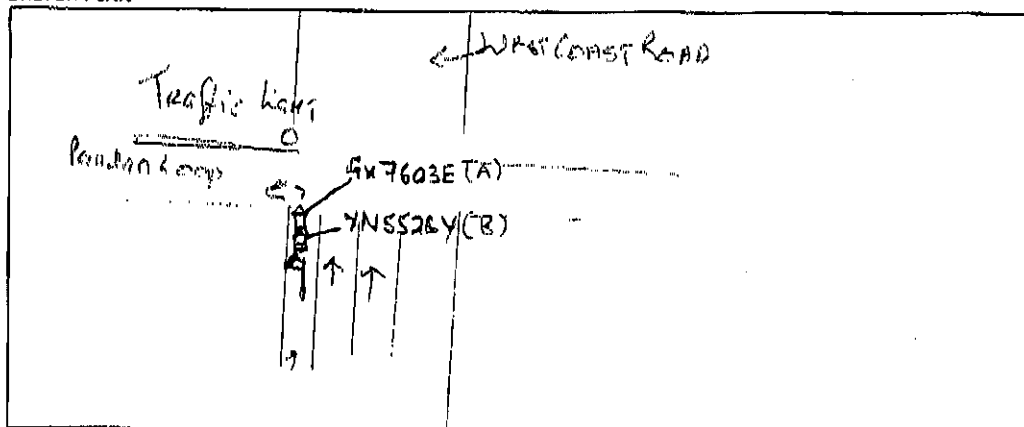 WEST COAST ROAD
Traffic Light
Pandan Loop
GX7603E (A)
YN5526Y (B)